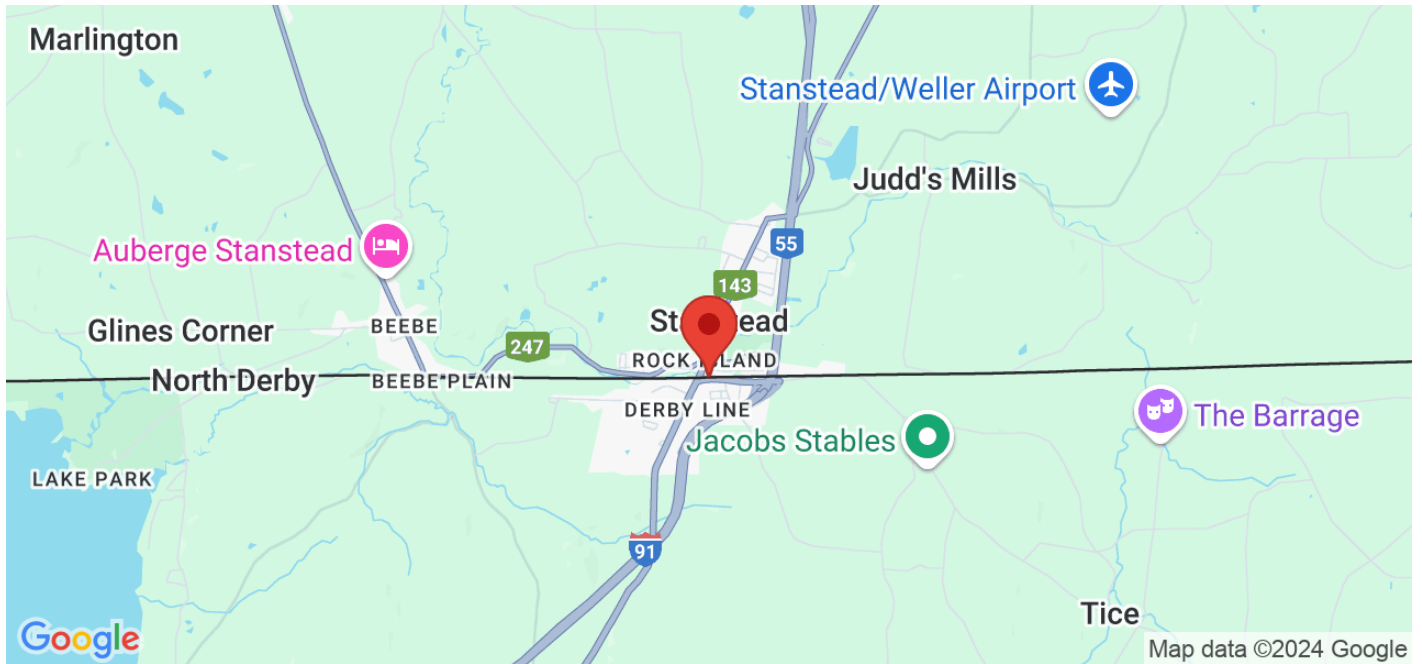 Marlington
Stanstead/Weller Airport
Judd's Mills
Auberge Stanstead
55
143
Glines Corner
BEEBE
247
ROCK ISLAND
North Derby
BEEBE PLAIN
DERBY LINE
The Barrage
Jacobs Stables
LAKE PARK
91
Tice
Google
Map data ©2024 Google